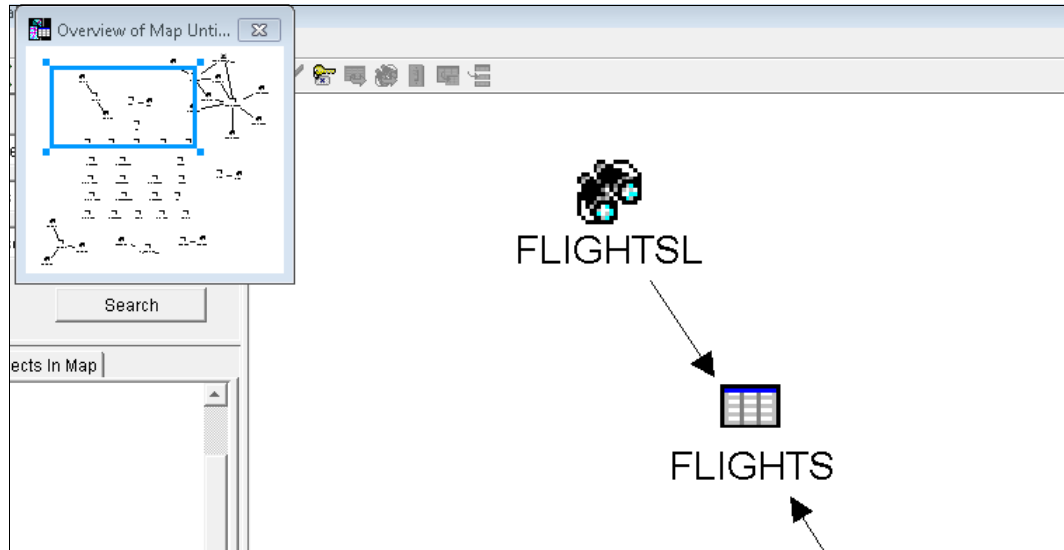 Overview of Map Unti...
FLIGHTSL
Search
ects In Map
FLIGHTS